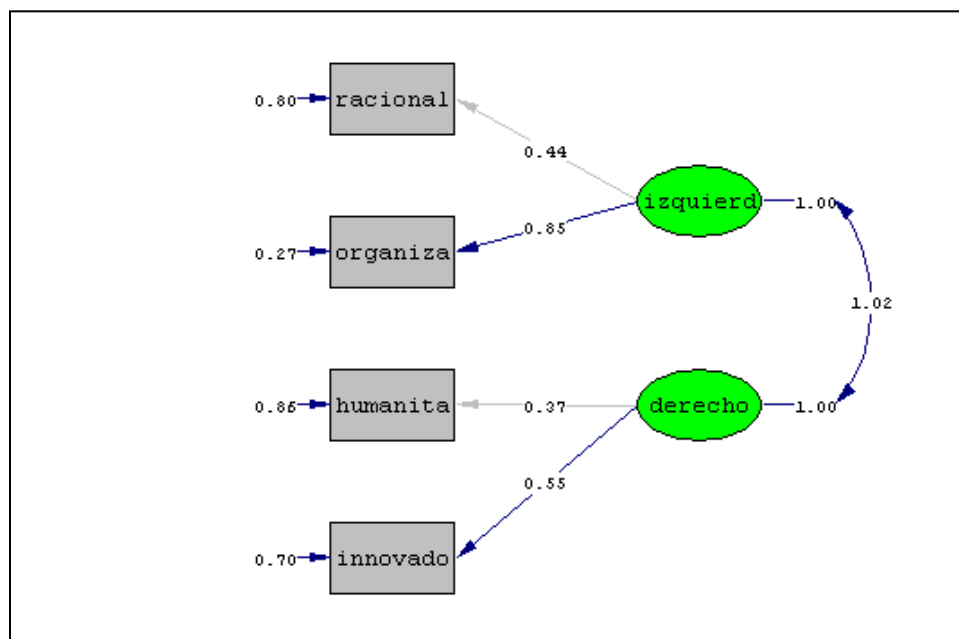 0.80
racional
0.44
izquierd
1.00
0.85
0.27
organiza
1.02
0.86
humanita
0.37
derecho
1.00
0.55
0.70
innovado